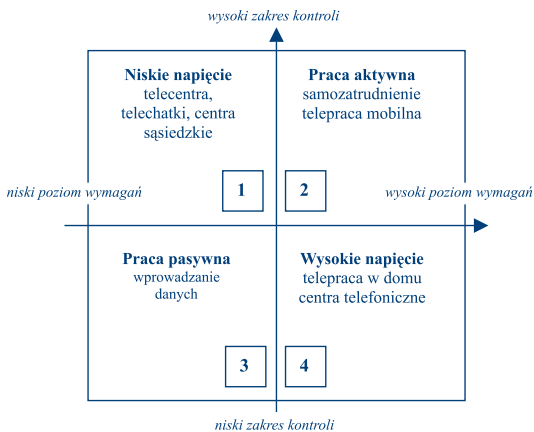 wysoki zakres kontroli
Niskie napięcie
telecentra,
telechatki, centra
sąsiedzkie
Praca aktywna
samozatrudnienie
telepraca mobilna
1
2
niski poziom wymagań
wysoki poziom wymagań
Praca pasywna
wprowadzanie
danych
Wysokie napięcie
telepraca w domu
centra telefoniczne
3
4
niski zakres kontroli